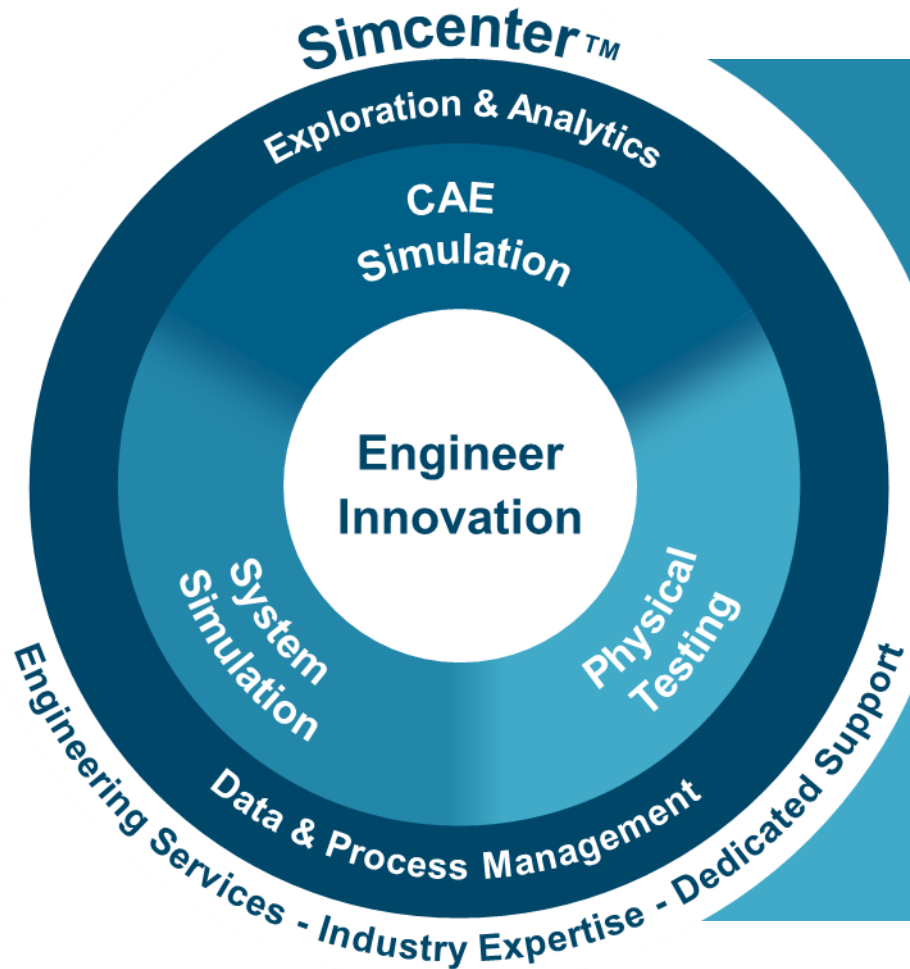 Simcenter™
Exploration & Analytics
CAE
Simulation
Engineer
Innovation
System
Simulation
Physical
Testing
Data & Process Management
Engineering Services - Industry Expertise - Dedicated Support